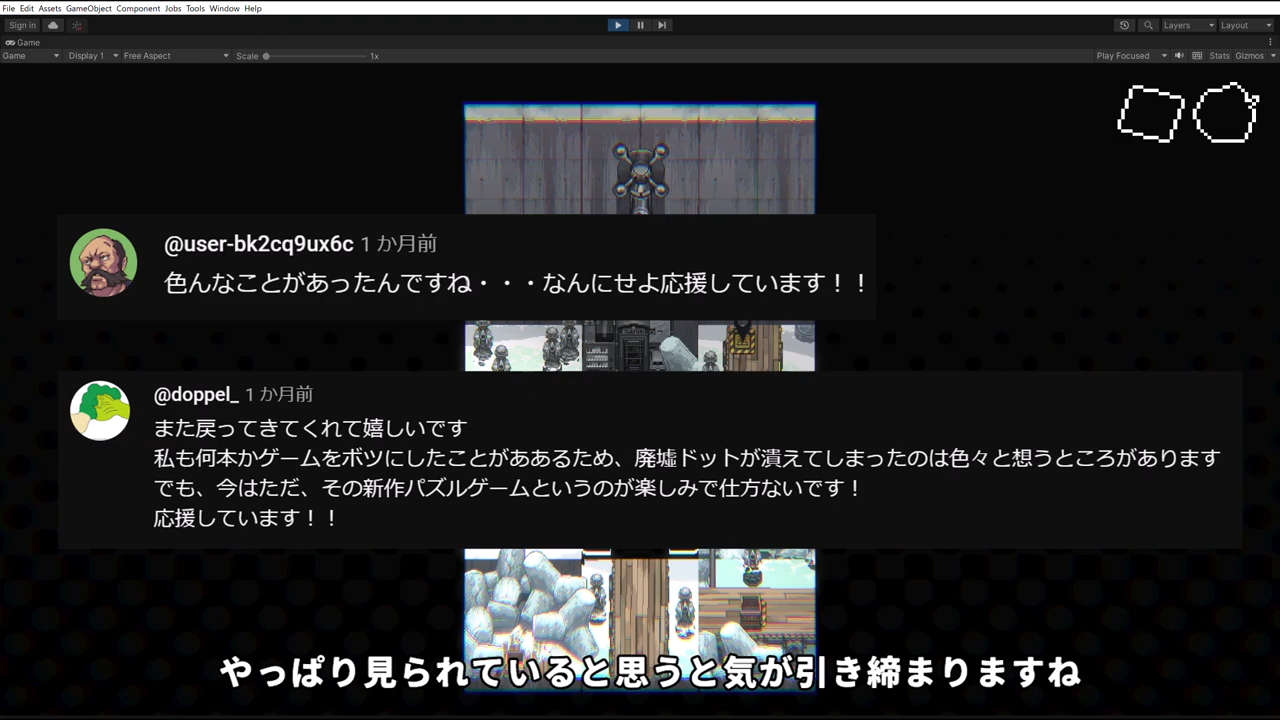 File Edit Assets GameObject Component Jobs Tools Window Help
Sign in Layers Layout
Game
Game Display 1 Free Aspect Scale 1x Play Focused Stats Gizmos
@user-bk2cq9ux6c 1 か月前
色んなことがあったんですね・・・なんにせよ応援しています！！
@doppel_ 1 か月前
また戻ってきてくれて嬉しいです
私も何本かゲームをボツにしたことがああるため、廃墟ドットが潰えてしまったのは色々と想うところがあります
でも、今はただ、その新作パズルゲームというのが楽しみで仕方ないです！
応援しています！！
やっぱり見られていると思うと気が引き締まりますね